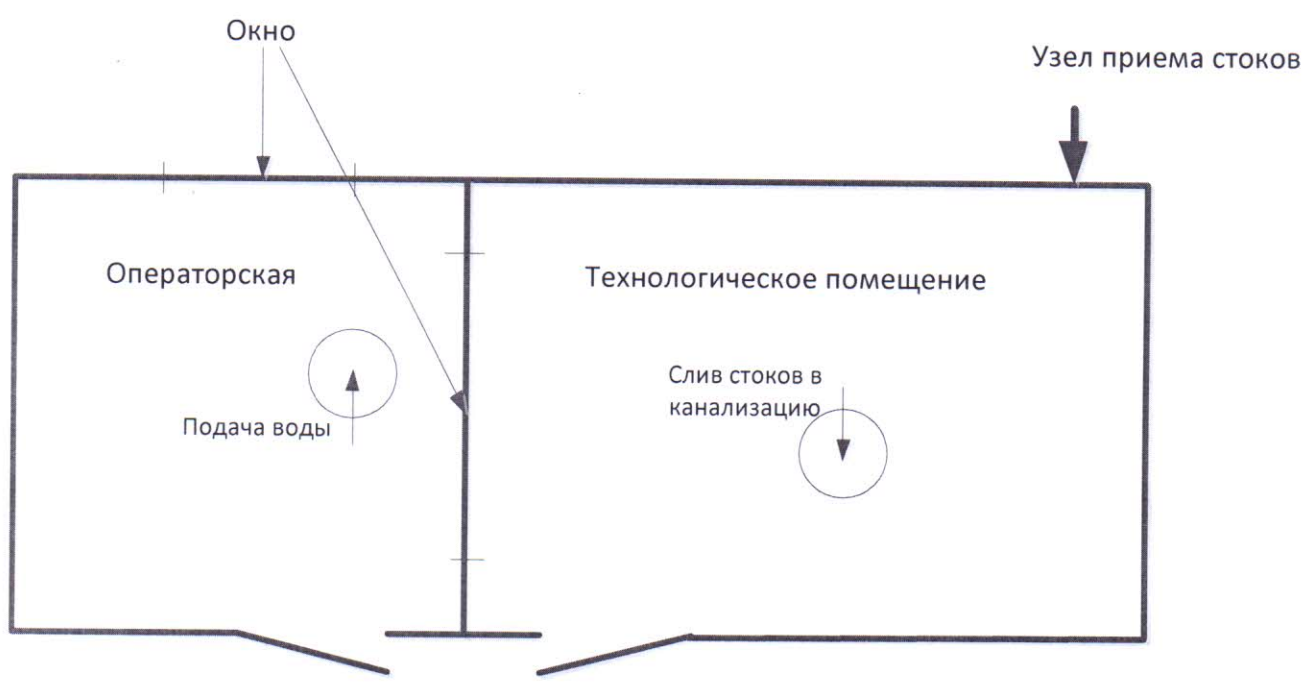 Окно
Узел приема стоков
Операторская
Технологическое помещение
Подача воды
Слив стоков в
канализацию